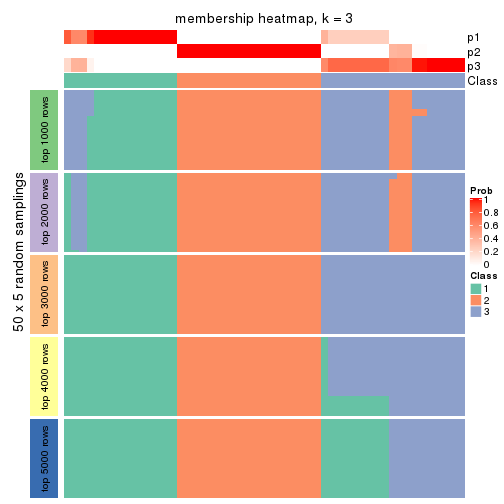 membership heatmap, k = 3
p1
p2
p3
Class
50 x 5 random samplings
top 1000 rows
top 2000 rows
top 3000 rows
top 4000 rows
top 5000 rows
Prob
1
0.8
0.6
0.4
0.2
0
Class
1
2
3